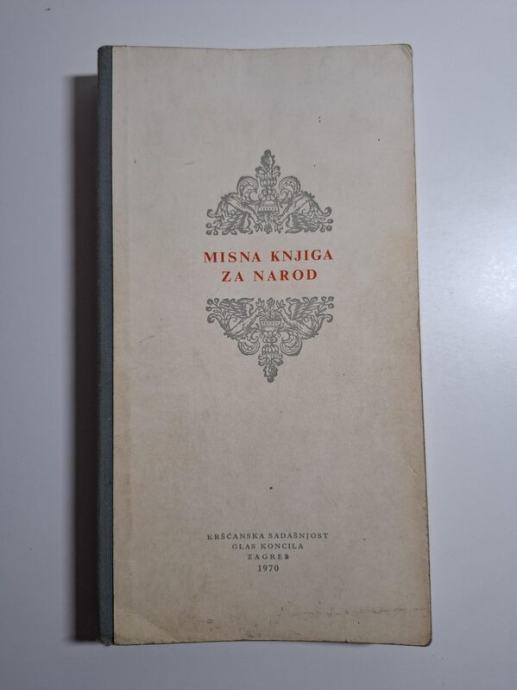 MISNA KNJIGA
ZA NAROD
KRŠĆANSKA SADAŠNJOST
GLAS KONCILA
ZAGREB
1970